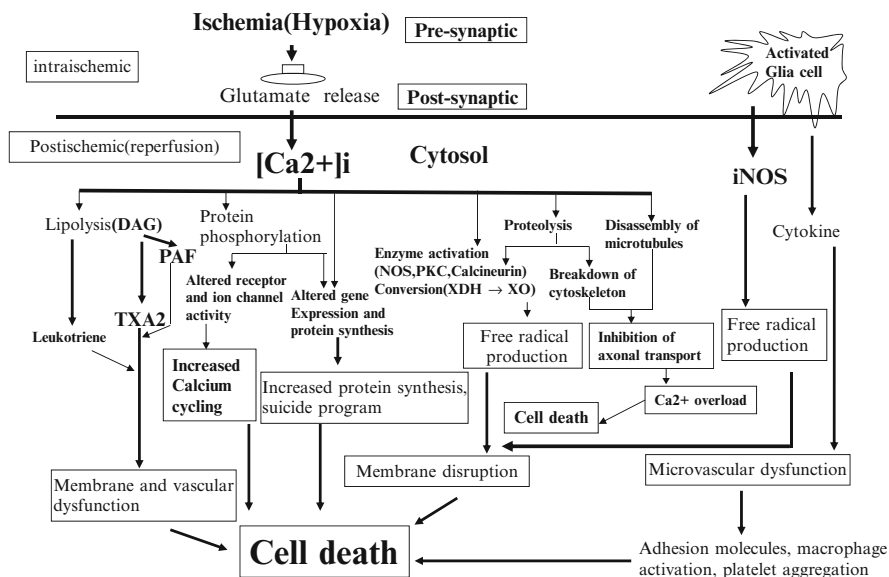 Ischemia(Hypoxia)
Pre-synaptic
intraischemic
Activated
Glia cell
Glutamate release
Post-synaptic
Postischemic(reperfusion)
[Ca2+]i
Cytosol
iNOS
Lipolysis(DAG)
PAF
Protein
phosphorylation
Proteolysis
Disassembly of
microtubules
Cytokine
Enzyme activation
(NOS,PKC,Calcineurin)
Conversion(XDH → XO)
Breakdown of
cytoskeleton
Altered receptor
and ion channel
activity
Altered gene
Expression and
protein synthesis
TXA2
Leukotriene
Free radical
production
Inhibition of
axonal transport
Free radical
production
Increased
Calcium
cycling
Increased protein synthesis,
suicide program
Ca2+ overload
Cell death
Membrane disruption
Microvascular dysfunction
Membrane and vascular
dysfunction
Cell death
Adhesion molecules, macrophage
activation, platelet aggregation